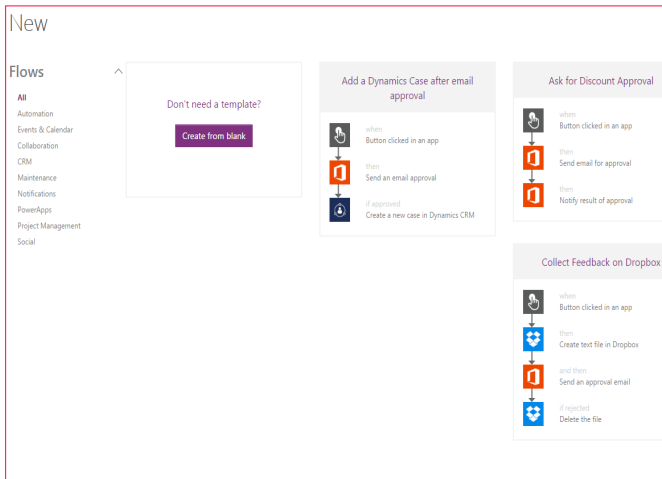 New
Flows
All
Automation
Events & Calendar
Collaboration
CRM
Maintenance
Notifications
PowerApps
Project Management
Social
Don't need a template?
Create from blank
Add a Dynamics Case after email
approval
when
Button clicked in an app
then
Send an email approval
if approved
Create a new case in Dynamics CRM
Ask for Discount Approval
when
Button clicked in an app
then
Send email for approval
then
Notify result of approval
Collect Feedback on Dropbox
when
Button clicked in an app
then
Create text file in Dropbox
and then
Send an approval email
if rejected
Delete the file